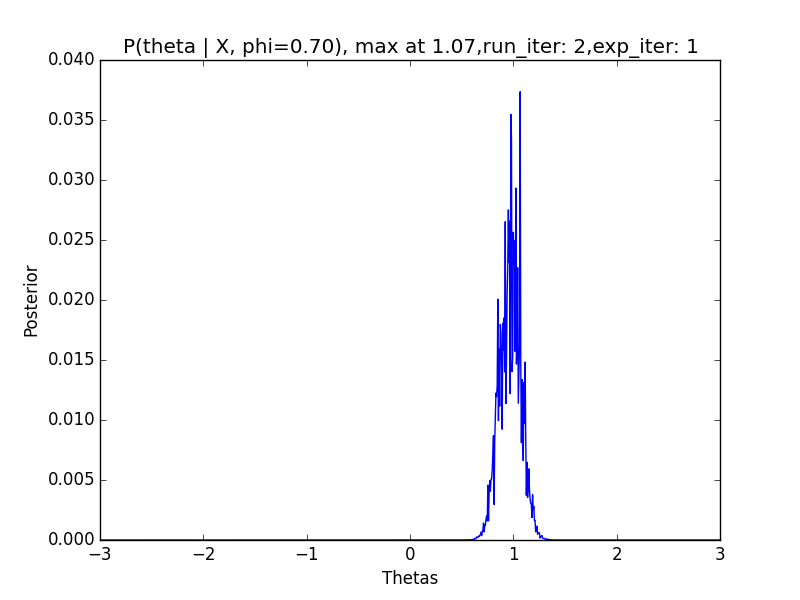 P(theta | X, phi=0.70), max at 1.07,run_iter: 2,exp_iter: 1
0.040
0.035
0.030
0.025
0.020
0.015
0.010
0.005
0.000
Posterior
−3 −2 −1 0 1 2 3
Thetas